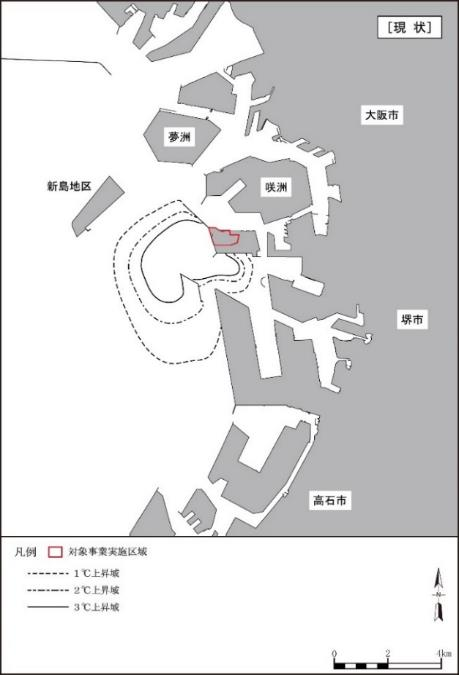 [現 状]
大阪市
夢洲
新島地区
咲洲
堺市
高石市
凡例 対象事業実施区域
1℃上昇域
2℃上昇域
3℃上昇域
N
0 2 4km